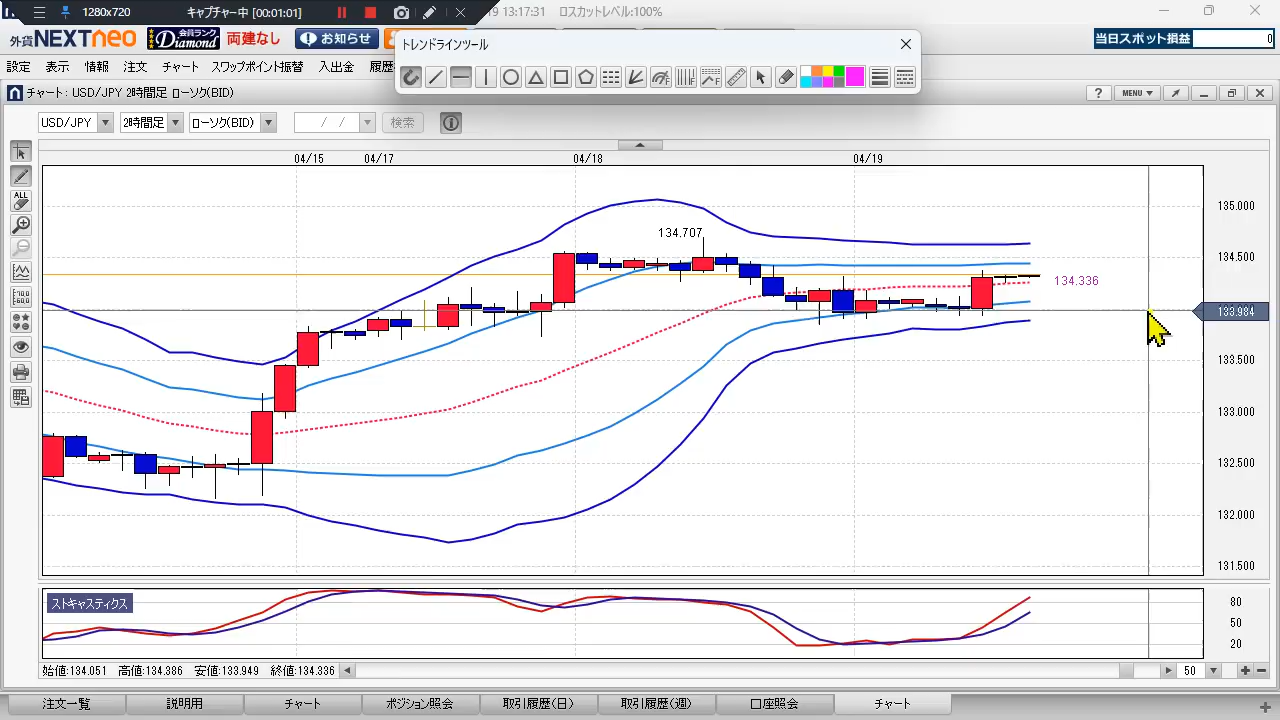 1280x720 キャプチャー中 [00:01:01] 19 13:17:31 ロスカットレベル:100%
外貨NEXTneo 会員ランク Diamond 両建なし お知らせ 当日スポット損益 0
設定 表示 情報 注文 チャート スワップポイント振替 入出金 履歴
トレンドラインツール
チャート : USD/JPY 2時間足 ローソク(BID) ? MENU
USD/JPY 2時間足 ローソク(BID) / / 検索
ALL
04/15 04/17 04/18 04/19
135.000
134.707
134.500
134.336
133.984
133.500
133.000
132.500
132.000
131.500
ストキャスティクス
80
50
20
始値:134.051 高値:134.386 安値:133.949 終値:134.336 50
注文一覧 説明用 チャート ポジション照会 取引履歴(日) 取引履歴(週) 口座照会 チャート